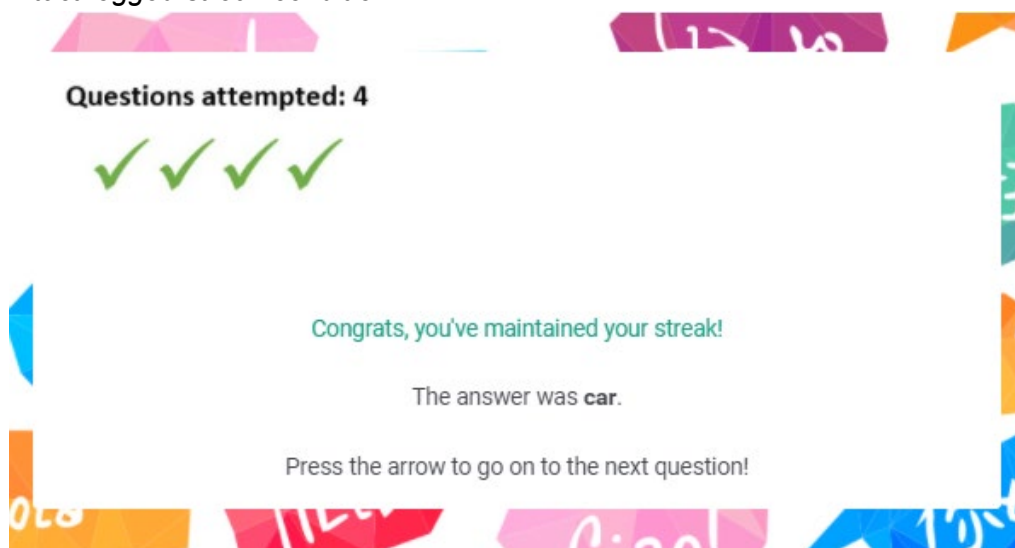 Questions attempted: 4
Congrats, you've maintained your streak!
The answer was car.
Press the arrow to go on to the next question!
Ciao!